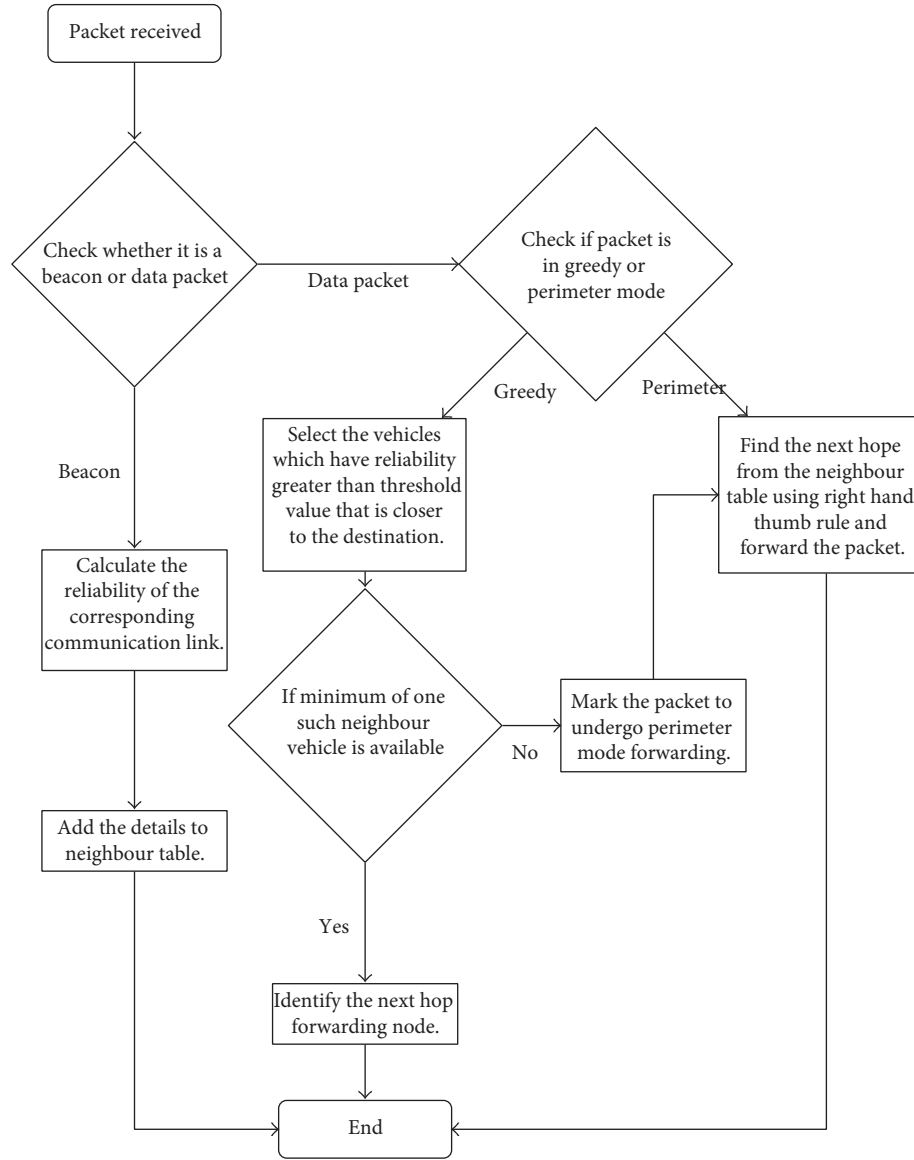 Packet received
Check whether it is a
beacon or data packet
Data packet
Check if packet is
in greedy or
perimeter mode
Greedy
Perimeter
Beacon
Select the vehicles
which have reliability
greater than threshold
value that is closer
to the destination.
Find the next hope
from the neighbour
table using right hand
thumb rule and
forward the packet.
Calculate the
reliability of the
corresponding
communication link.
If minimum of one
such neighbour
vehicle is available
No
Mark the packet to
undergo perimeter
mode forwarding.
Add the details to
neighbour table.
Yes
Identify the next hop
forwarding node.
End